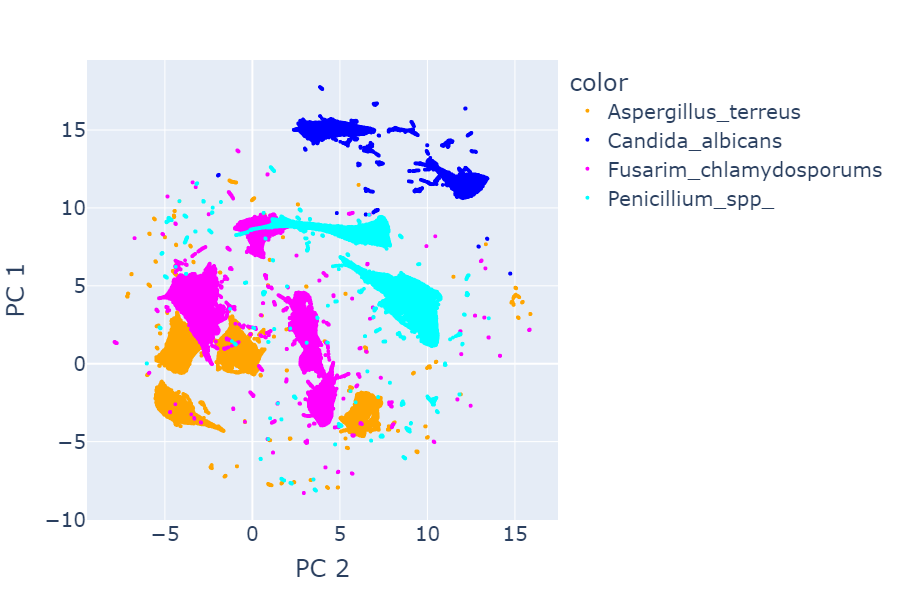 color
Aspergillus_terreus
Candida_albicans
Fusarim_chlamydosporums
Penicillium_spp_
PC 1
15
10
5
0
−5
−10
−5
0
5
10
15
PC 2